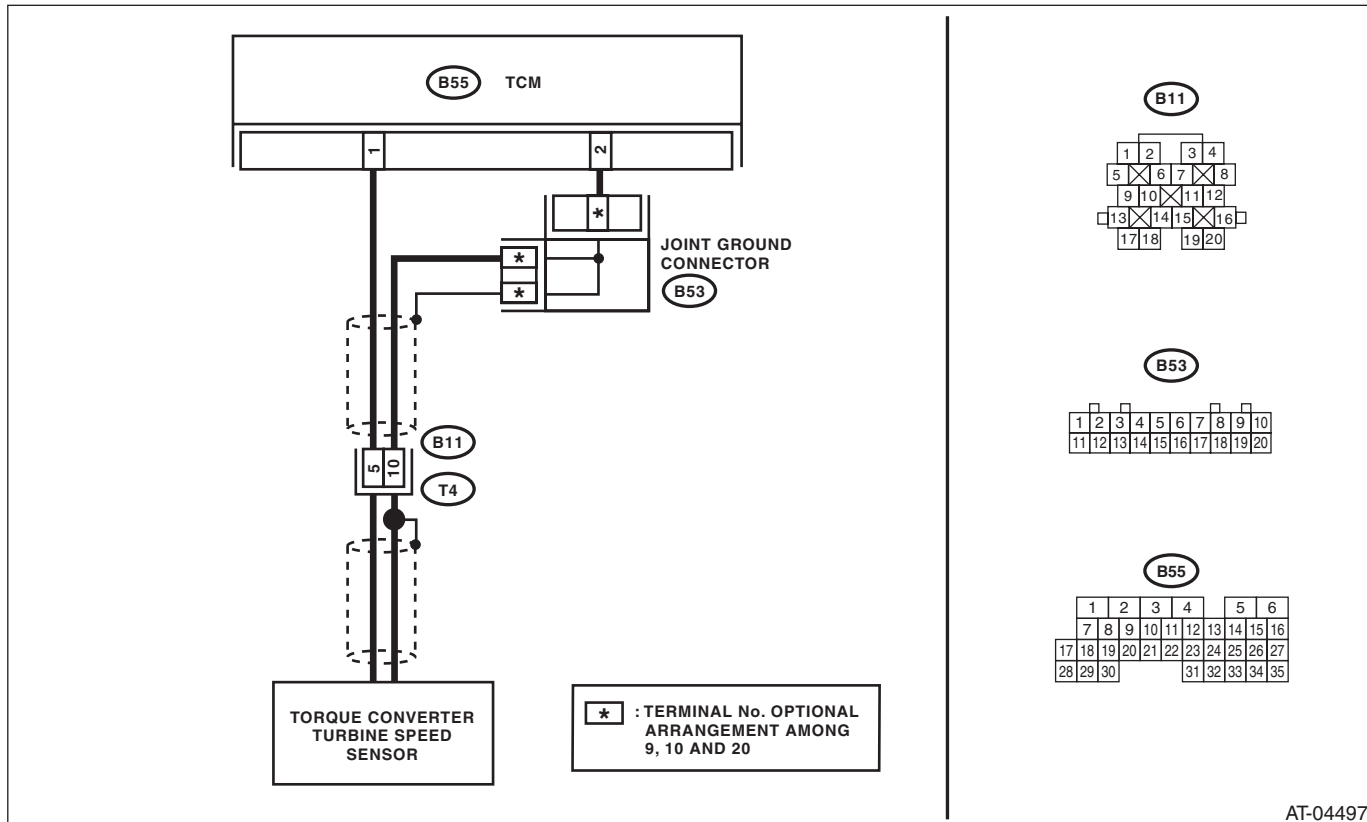 B55 TCM
1 2
*
JOINT GROUND
CONNECTOR
B53
*
*
B11
5 10
T4
TORQUE CONVERTER
TURBINE SPEED
SENSOR
* : TERMINAL No. OPTIONAL
ARRANGEMENT AMONG
9, 10 AND 20
B11
1 2 3 4
5 6 7 8
9 10 11 12
13 14 15 16
17 18 19 20
B53
1 2 3 4 5 6 7 8 9 10
11 12 13 14 15 16 17 18 19 20
B55
1 2 3 4 5 6
7 8 9 10 11 12 13 14 15 16
17 18 19 20 21 22 23 24 25 26 27
28 29 30 31 32 33 34 35
AT-04497